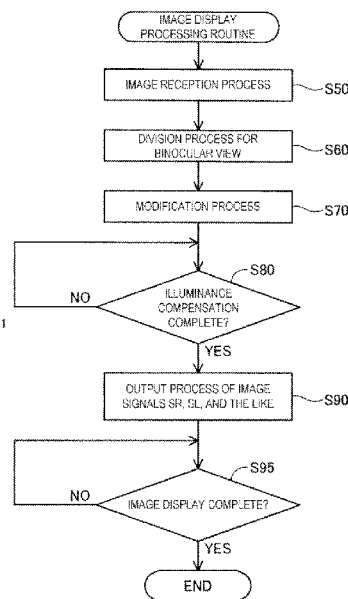 IMAGE DISPLAY
PROCESSING ROUTINE
IMAGE RECEPTION PROCESS
S50
DIVISION PROCESS FOR
BINOCULAR VIEW
S60
MODIFICATION PROCESS
S70
S80
NO
ILLUMINANCE
COMPENSATION
COMPLETE?
1
YES
OUTPUT PROCESS OF IMAGE
SIGNALS SR, SL, AND THE LIKE
S90
S95
NO
IMAGE DISPLAY COMPLETE?
YES
END